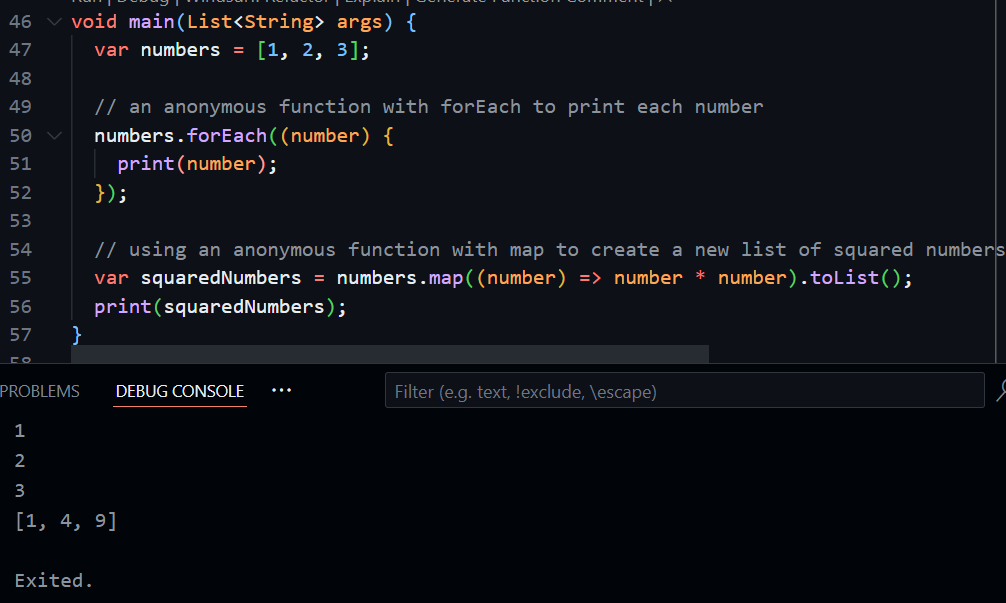 Run | Debug | Windsurf: Refactor | Explain | Generate Function Comment | X
46 void main(List<String> args) {
47 var numbers = [1, 2, 3];
48
49 // an anonymous function with forEach to print each number
50 numbers.forEach((number) {
51 print(number);
52 });
53
54 // using an anonymous function with map to create a new list of squared numbers
55 var squaredNumbers = numbers.map((number) => number * number).toList();
56 print(squaredNumbers);
57 }
58
PROBLEMS DEBUG CONSOLE ··· Filter (e.g. text, !exclude, \escape)
1
2
3
[1, 4, 9]
Exited.